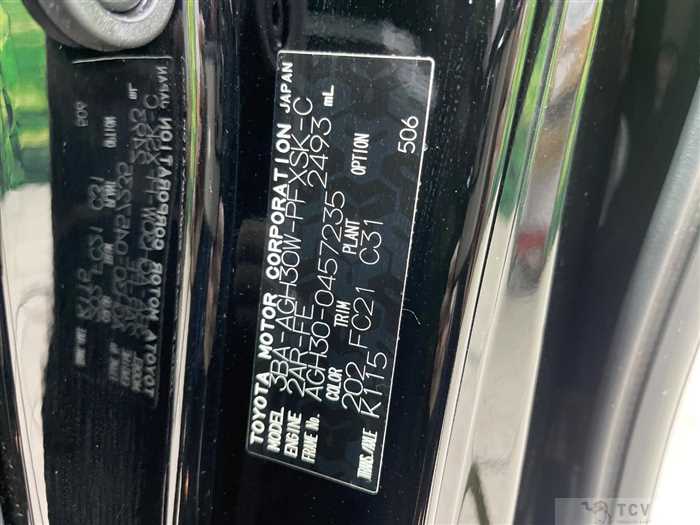 TOYOTA MOTOR CORPORATION JAPAN
MODEL 3BA-AGH30W-PFXSK-C
ENGINE 2AR-FE 2493 mL
FRAME No. AGH30-0457235
COLOR TRIM PLANT OPTION
202 FC21 C31
TRANS./AXLE K115 506
TCV